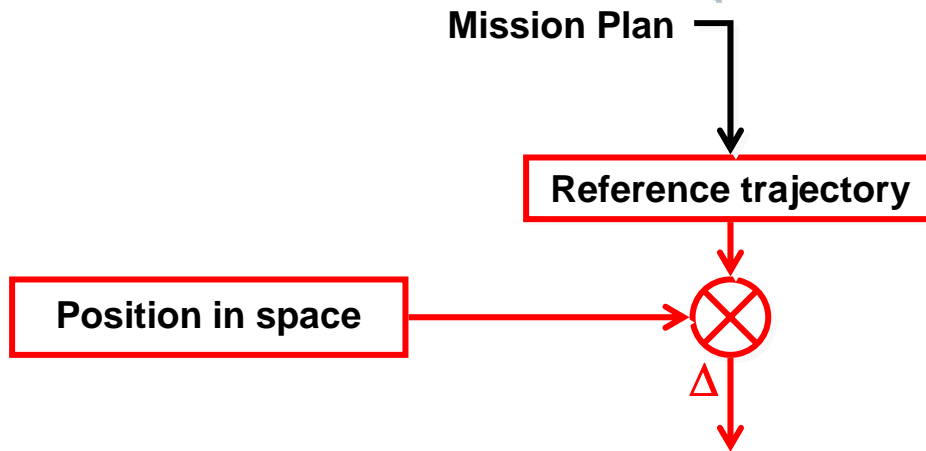 Mission Plan
Reference trajectory
Position in space
Δ